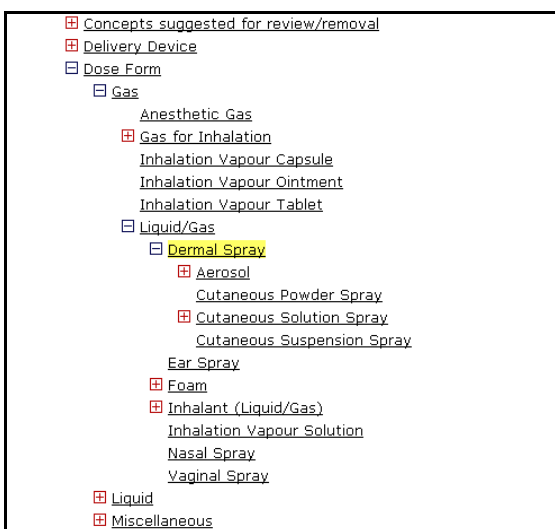 Concepts suggested for review/removal
Delivery Device
Dose Form
Gas
Anesthetic Gas
Gas for Inhalation
Inhalation Vapour Capsule
Inhalation Vapour Ointment
Inhalation Vapour Tablet
Liquid/Gas
Dermal Spray
Aerosol
Cutaneous Powder Spray
Cutaneous Solution Spray
Cutaneous Suspension Spray
Ear Spray
Foam
Inhalant (Liquid/Gas)
Inhalation Vapour Solution
Nasal Spray
Vaginal Spray
Liquid
Miscellaneous